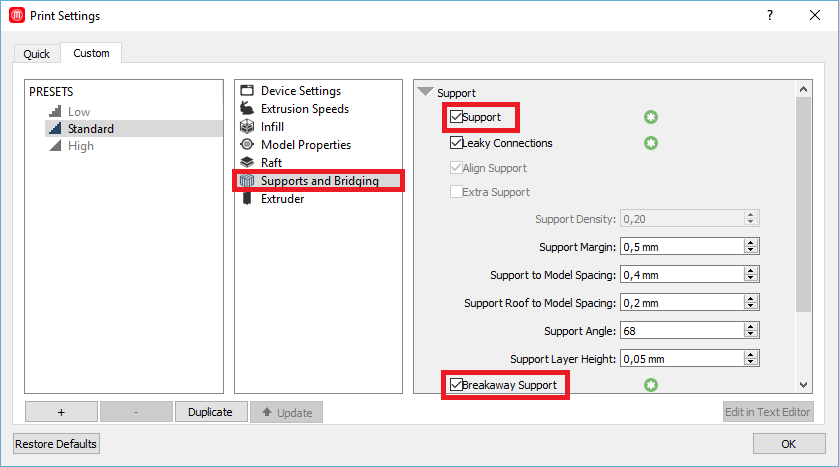 Print Settings
?
Quick
Custom
PRESETS
Low
Standard
High
Device Settings
Extrusion Speeds
Infill
Model Properties
Raft
Supports and Bridging
Extruder
Support
Support
Leaky Connections
Align Support
Extra Support
Support Density: 0,20
Support Margin: 0,5 mm
Support to Model Spacing: 0,4 mm
Support Roof to Model Spacing: 0,2 mm
Support Angle: 68
Support Layer Height: 0,05 mm
Breakaway Support
+ - Duplicate Update Edit in Text Editor
Restore Defaults OK